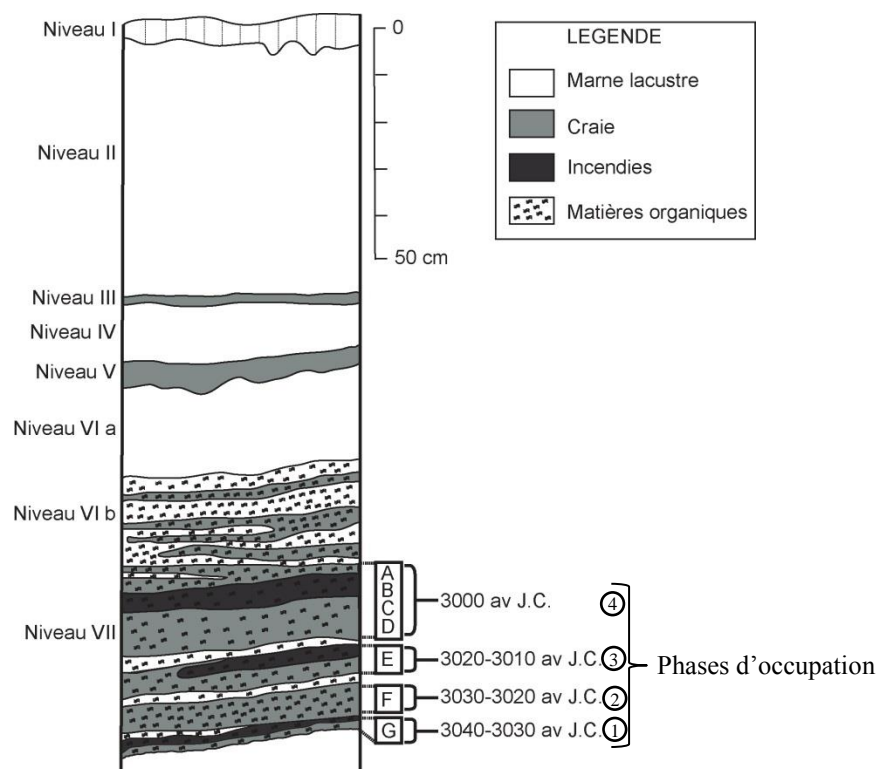 Niveau I
0
LEGENDE
Marne lacustre
Craie
Niveau II
Incendies
Matières organiques
50 cm
Niveau III
Niveau IV
Niveau V
Niveau VI a
Niveau VI b
A
B
C
D
3000 av J.C. 4
Niveau VII
E
3020-3010 av J.C. 3
Phases d'occupation
F
3030-3020 av J.C. 2
G
3040-3030 av J.C. 1